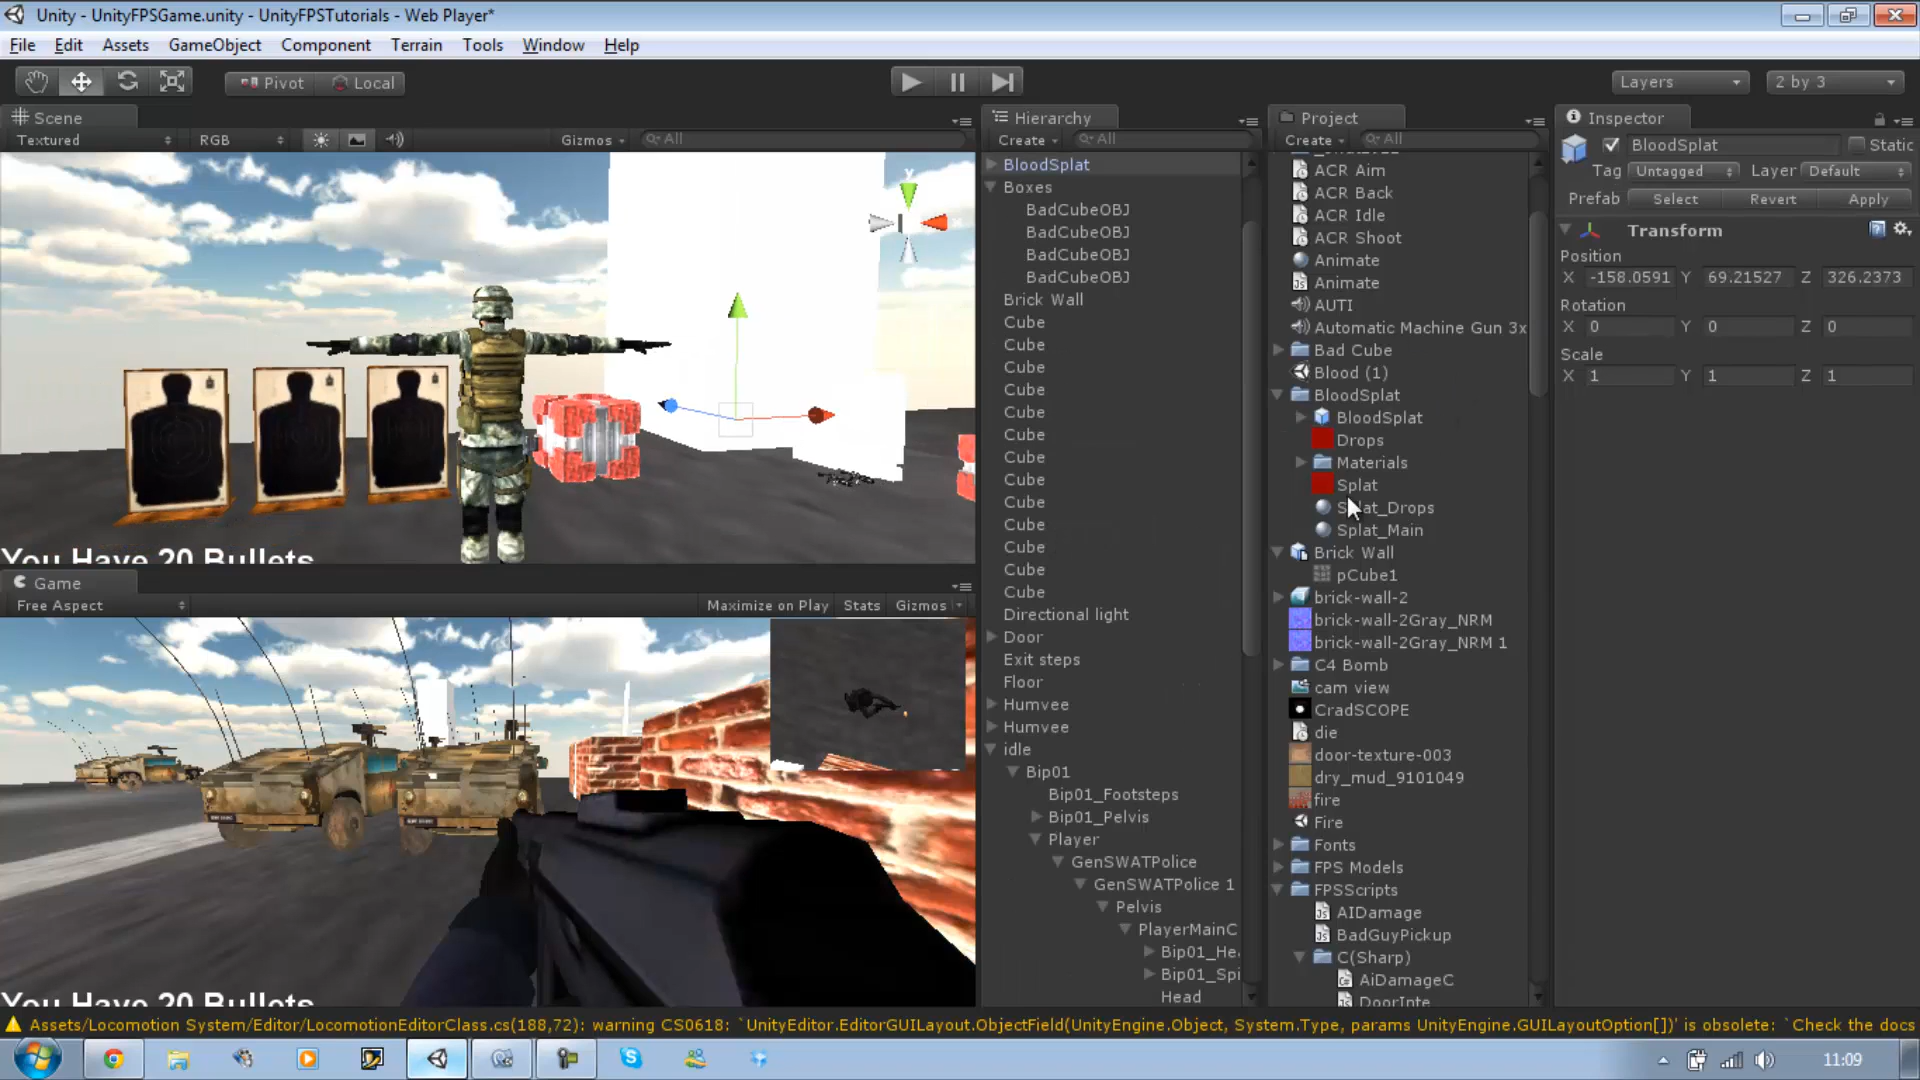 Unity - UnityFPSGame.unity - UnityFPSTutorials - Web Player*
File Edit Assets GameObject Component Terrain Tools Window Help
Pivot Local Layers 2 by 3
Scene
Textured RGB Gizmos All
You Have 20 Bullets
Game
Free Aspect Maximize on Play Stats Gizmos
You Have 20 Bullets
Hierarchy
Create All
BloodSplat
Boxes
BadCubeOBJ
BadCubeOBJ
BadCubeOBJ
BadCubeOBJ
Brick Wall
Cube
Cube
Cube
Cube
Cube
Cube
Cube
Cube
Cube
Cube
Cube
Cube
Cube
Directional light
Door
Exit steps
Floor
Humvee
Humvee
idle
Bip01
Bip01_Footsteps
Bip01_Pelvis
Player
GenSWATPolice
GenSWATPolice 1
Pelvis
PlayerMainC
Bip01_He
Bip01_Spi
Head
Project
Create All
ACR Aim
ACR Back
ACR Idle
ACR Shoot
Animate
Animate
AUTI
Automatic Machine Gun 3x
Bad Cube
Blood (1)
BloodSplat
BloodSplat
Drops
Materials
Splat
Splat_Drops
Splat_Main
Brick Wall
pCube1
brick-wall-2
brick-wall-2Gray_NRM
brick-wall-2Gray_NRM 1
C4 Bomb
cam view
CradSCOPE
die
door-texture-003
dry_mud_9101049
fire
Fire
Fonts
FPS Models
FPSScripts
AIDamage
BadGuyPickup
C(Sharp)
AiDamageC
DoorInte
Inspector
BloodSplat Static
Tag Untagged Layer Default
Prefab Select Revert Apply
Transform
Position
X -158.0591 Y 69.21527 Z 326.2373
Rotation
X 0 Y 0 Z 0
Scale
X 1 Y 1 Z 1
Assets/Locomotion System/Editor/LocomotionEditorClass.cs(188,72): warning CS0618: `UnityEditor.EditorGUILayout.ObjectField(UnityEngine.Object, System.Type, params UnityEngine.GUILayoutOption[])' is obsolete: `Check the docs
11:09